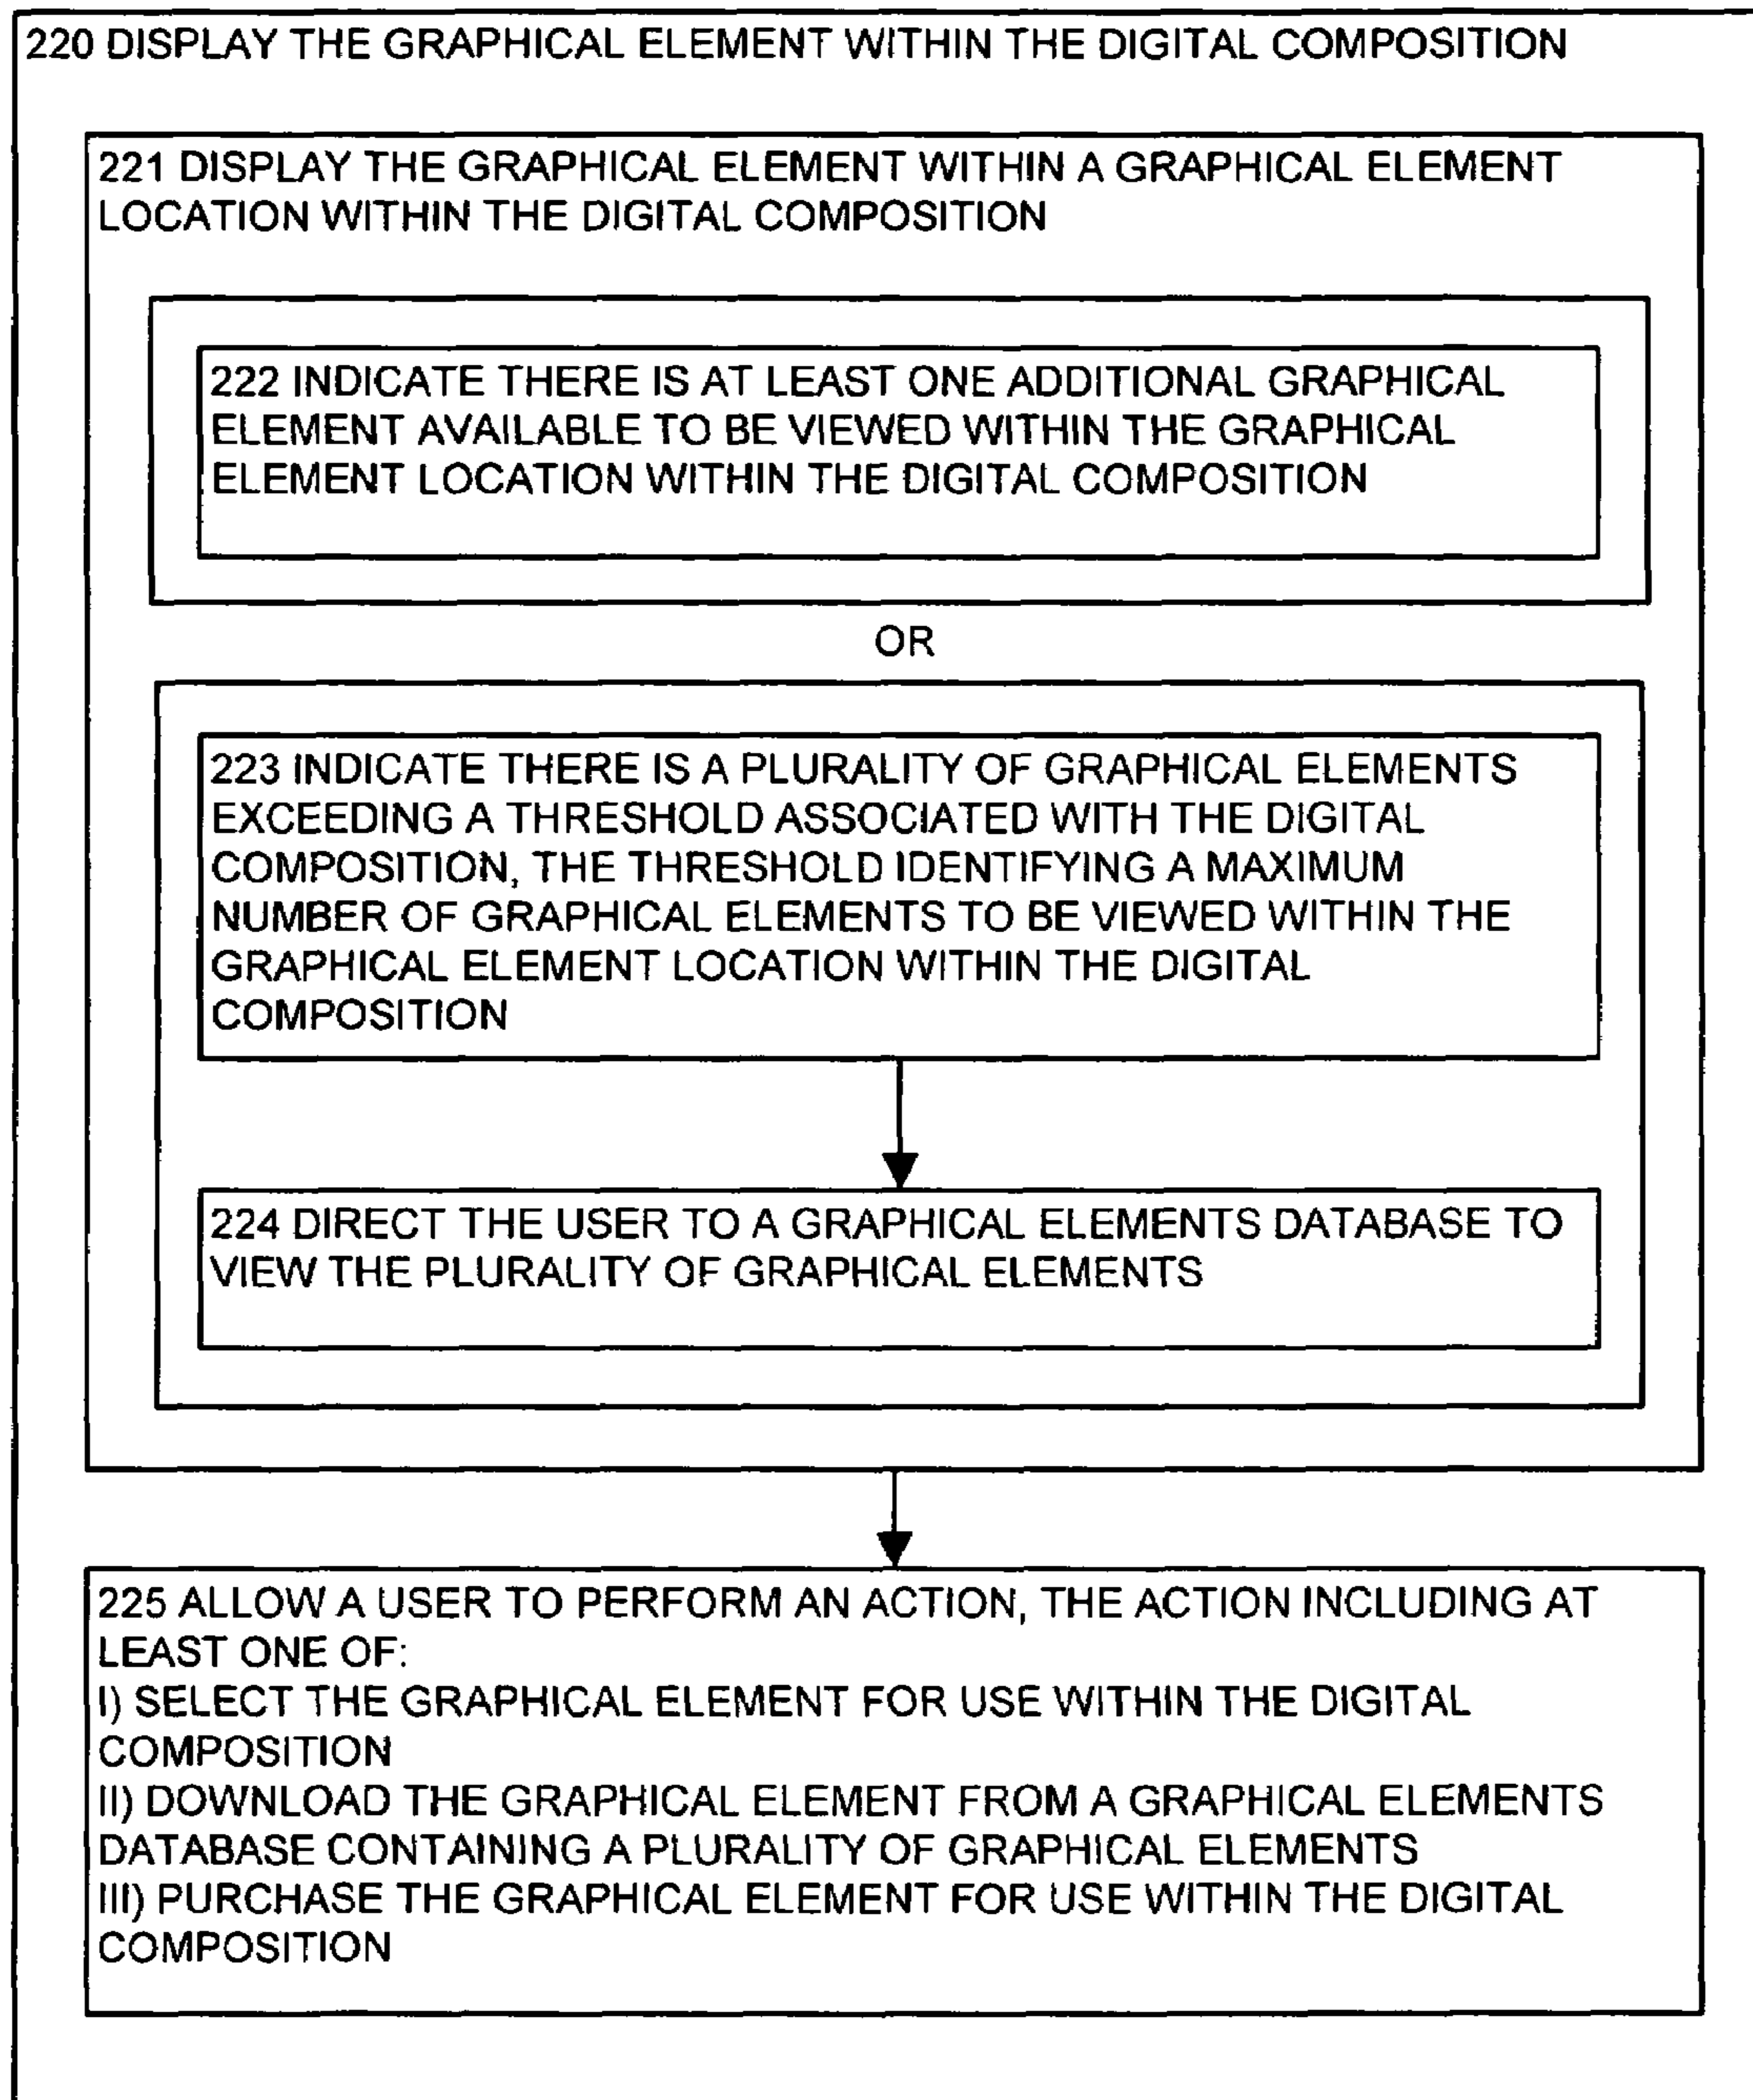 220 DISPLAY THE GRAPHICAL ELEMENT WITHIN THE DIGITAL COMPOSITION
221 DISPLAY THE GRAPHICAL ELEMENT WITHIN A GRAPHICAL ELEMENT
LOCATION WITHIN THE DIGITAL COMPOSITION
222 INDICATE THERE IS AT LEAST ONE ADDITIONAL GRAPHICAL
ELEMENT AVAILABLE TO BE VIEWED WITHIN THE GRAPHICAL
ELEMENT LOCATION WITHIN THE DIGITAL COMPOSITION
OR
223 INDICATE THERE IS A PLURALITY OF GRAPHICAL ELEMENTS
EXCEEDING A THRESHOLD ASSOCIATED WITH THE DIGITAL
COMPOSITION, THE THRESHOLD IDENTIFYING A MAXIMUM
NUMBER OF GRAPHICAL ELEMENTS TO BE VIEWED WITHIN THE
GRAPHICAL ELEMENT LOCATION WITHIN THE DIGITAL
COMPOSITION
224 DIRECT THE USER TO A GRAPHICAL ELEMENTS DATABASE TO
VIEW THE PLURALITY OF GRAPHICAL ELEMENTS
225 ALLOW A USER TO PERFORM AN ACTION, THE ACTION INCLUDING AT
LEAST ONE OF:
I) SELECT THE GRAPHICAL ELEMENT FOR USE WITHIN THE DIGITAL
COMPOSITION
II) DOWNLOAD THE GRAPHICAL ELEMENT FROM A GRAPHICAL ELEMENTS
DATABASE CONTAINING A PLURALITY OF GRAPHICAL ELEMENTS
III) PURCHASE THE GRAPHICAL ELEMENT FOR USE WITHIN THE DIGITAL
COMPOSITION